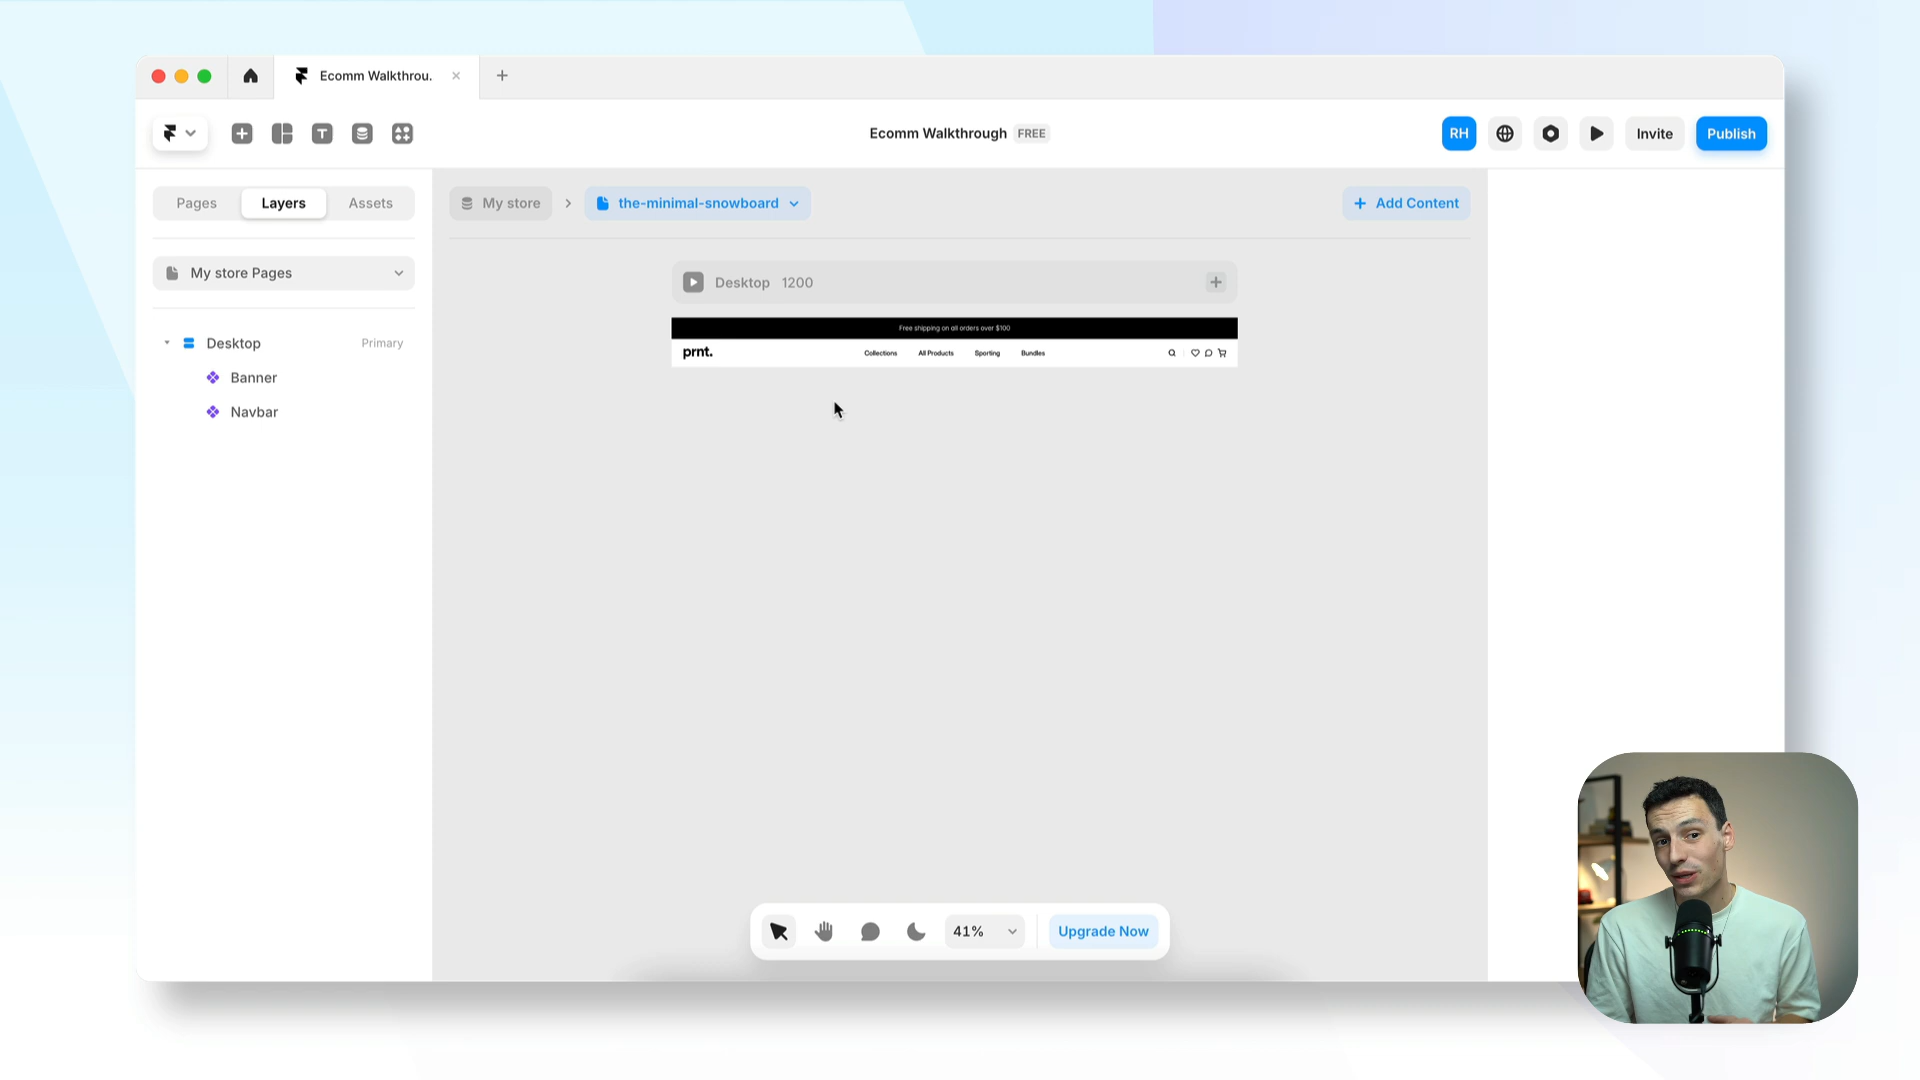 Ecomm Walkthrou.
Ecomm Walkthrough FREE
RH
Invite
Publish
Pages
Layers
Assets
My store
the-minimal-snowboard
Add Content
My store Pages
Desktop 1200
Free shipping on all orders over $100
Desktop
Primary
prnt.
Collections
All Products
Sporting
Bundles
Banner
Navbar
41%
Upgrade Now